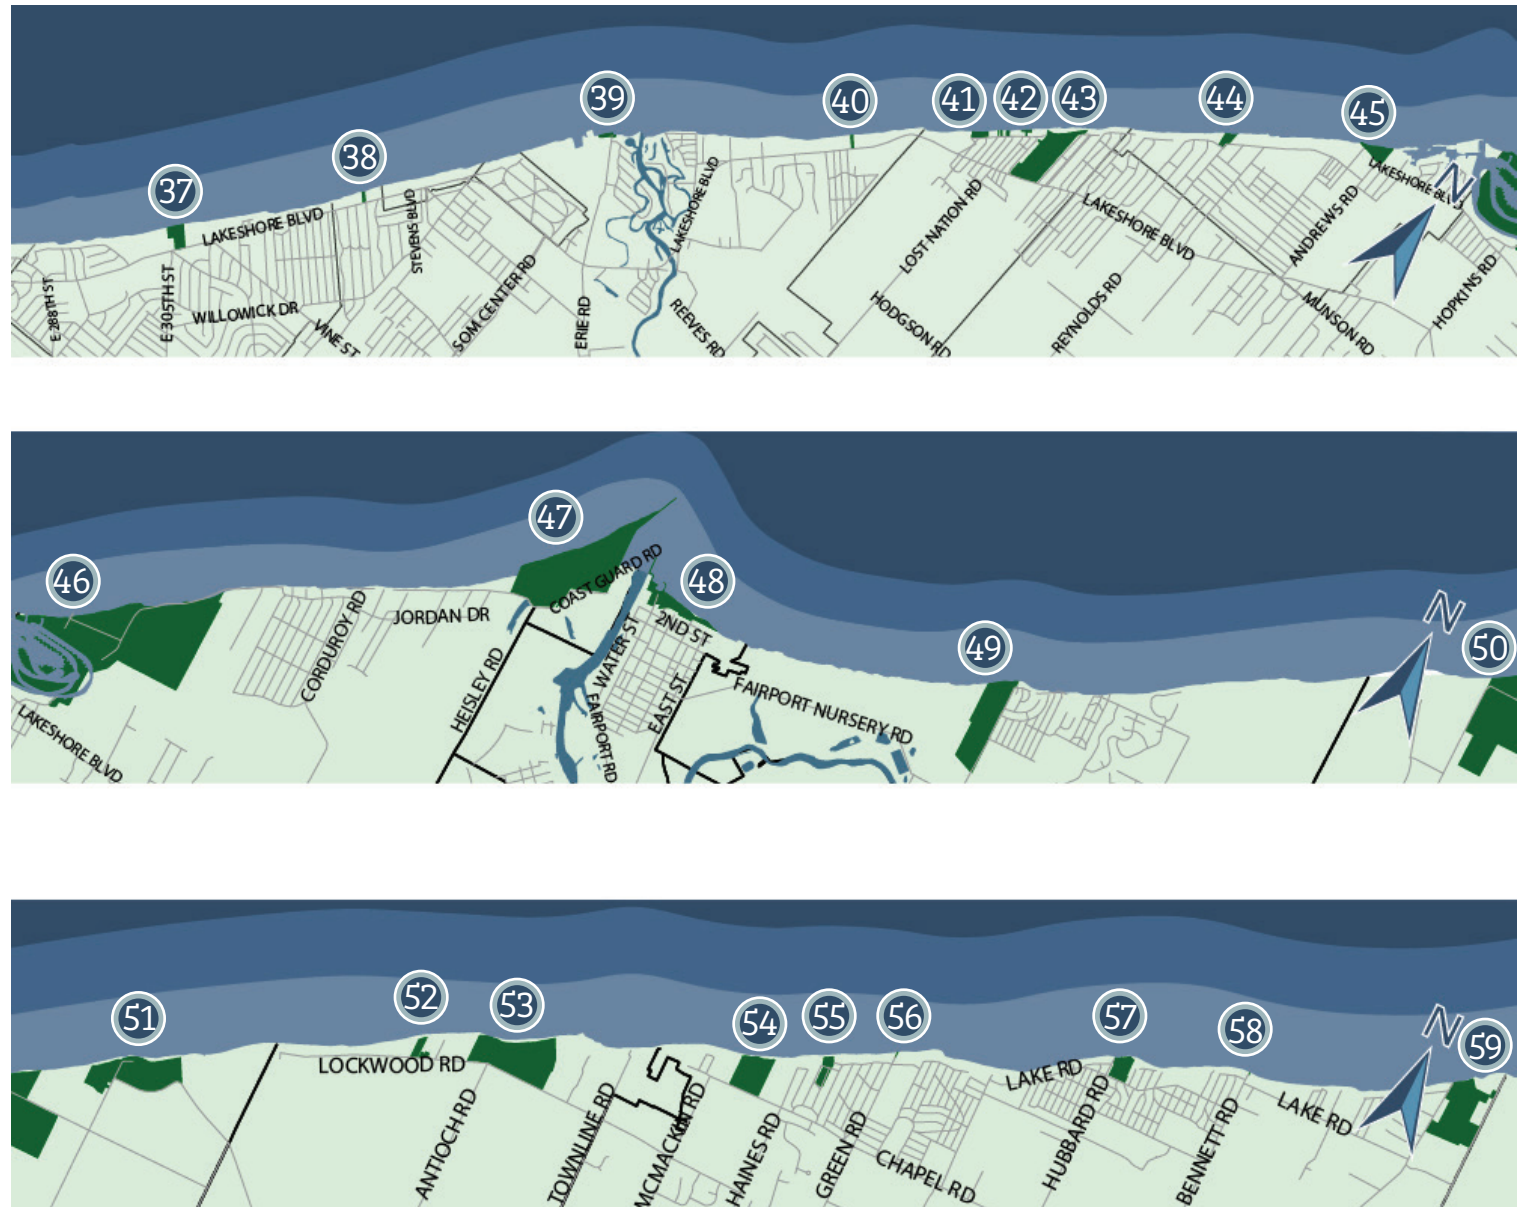 37
38
39
40
41
42
43
44
45
LAKESHORE BLVD
LAKESHORE BLVD
LAKESHORE BLVD
N
E 288TH ST
E 305TH ST
WILLOWICK DR
VINE ST
STEVENS BLVD
SOM CENTER RD
ERIE RD
REEVES RD
LOST NATION RD
HODGSON RD
LAKESHORE BLVD
REYNOLDS RD
ANDREWS RD
MUNSON RD
HOPKINS RD
46
47
48
49
50
N
LAKESHORE BLVD
CORDUROY RD
JORDAN DR
HEISLEY RD
COAST GUARD RD
WATER ST
FAIRPORT RD
2ND ST
EAST ST
FAIRPORT NURSERY RD
51
52
53
54
55
56
57
58
59
N
LOCKWOOD RD
ANTIOCH RD
TOWNLINE RD
MCMACKIN RD
HAINES RD
GREEN RD
CHAPEL RD
LAKE RD
HUBBARD RD
BENNETT RD
LAKE RD